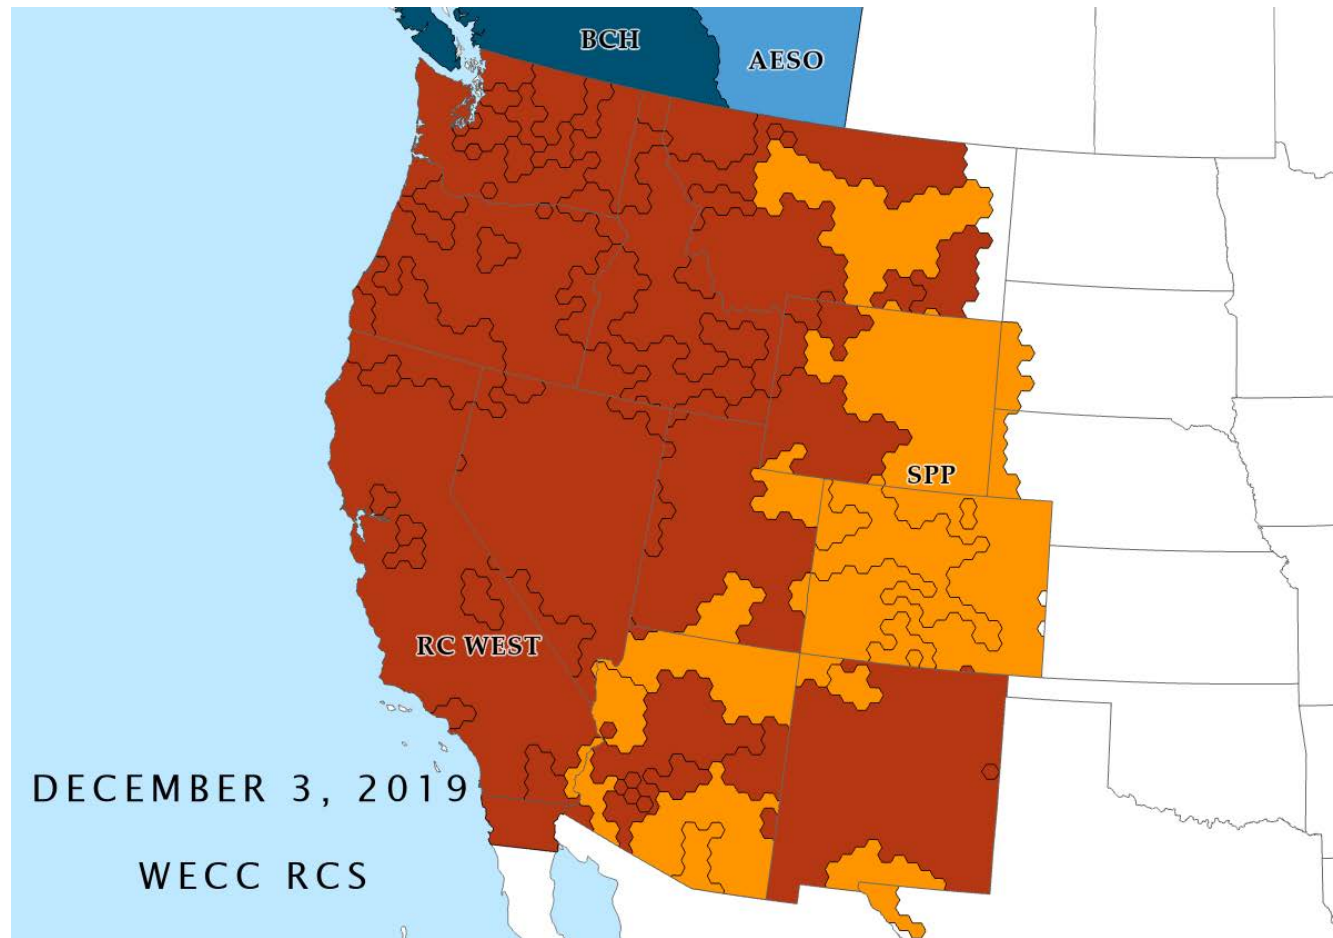 BCH
AESO
SPP
RC WEST
DECEMBER 3, 2019
WECC RCS